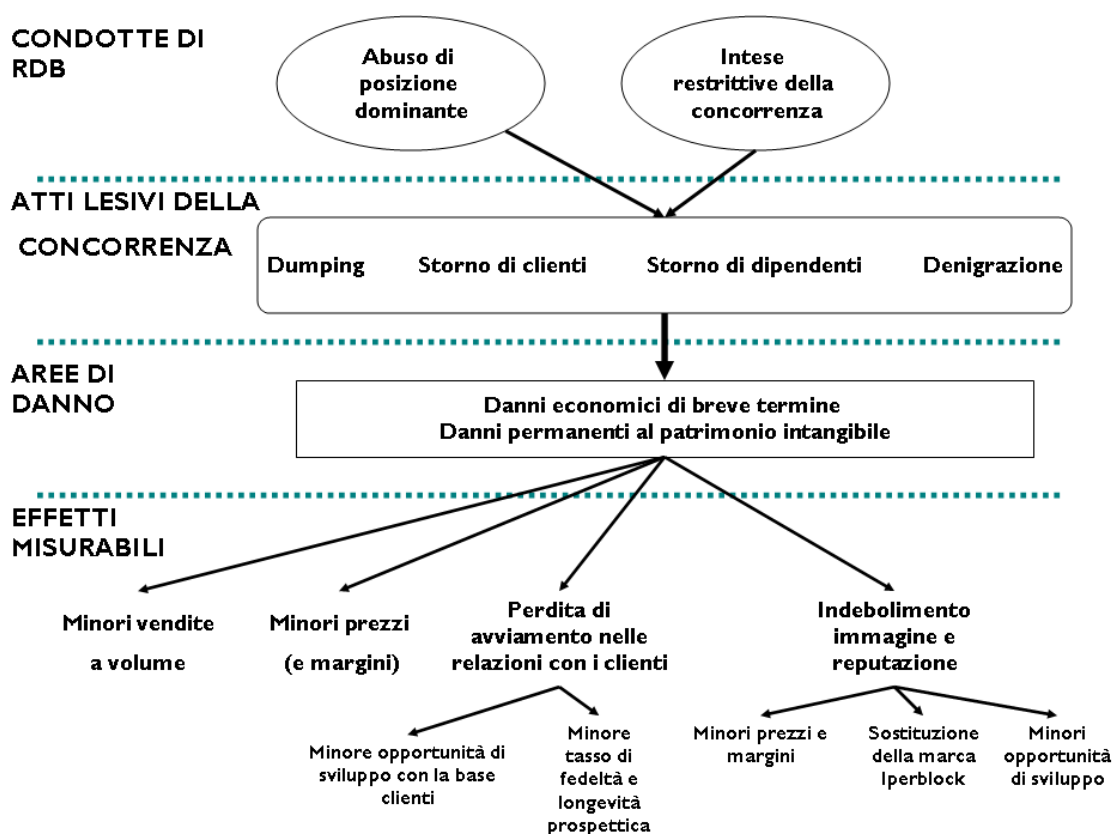 CONDOTTE DI
RDB
Abuso di
posizione
dominante
Intese
restrittive della
concorrenza
ATTI LESIVI DELLA
CONCORRENZA
Dumping Storno di clienti Storno di dipendenti Denigrazione
AREE DI
DANNO
Danni economici di breve termine
Danni permanenti al patrimonio intangibile
EFFETTI
MISURABILI
Minori vendite
a volume
Minori prezzi
(e margini)
Perdita di
avviamento nelle
relazioni con i clienti
Indebolimento
immagine e
reputazione
Minore opportunità di
sviluppo con la base
clienti
Minore
tasso di
fedeltà e
longevità
prospettica
Minori prezzi e
margini
Sostituzione
della marca
Iperblock
Minori
opportunità
di sviluppo